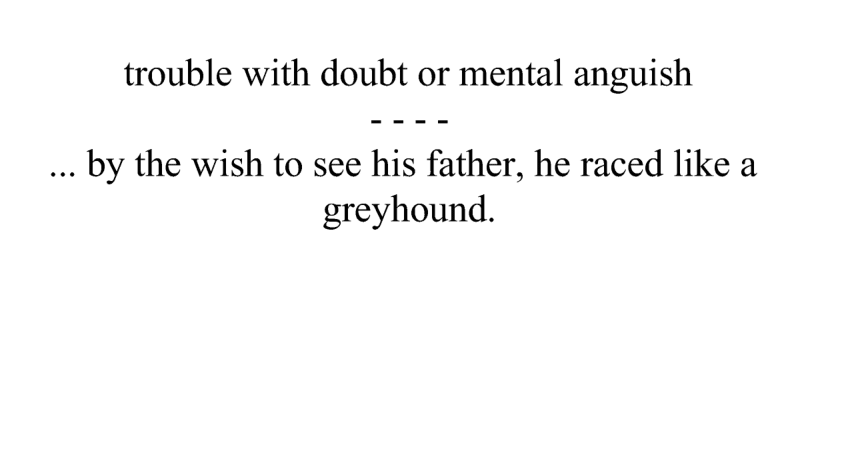 trouble with doubt or mental anguish
- - - -
... by the wish to see his father, he raced like a
greyhound.